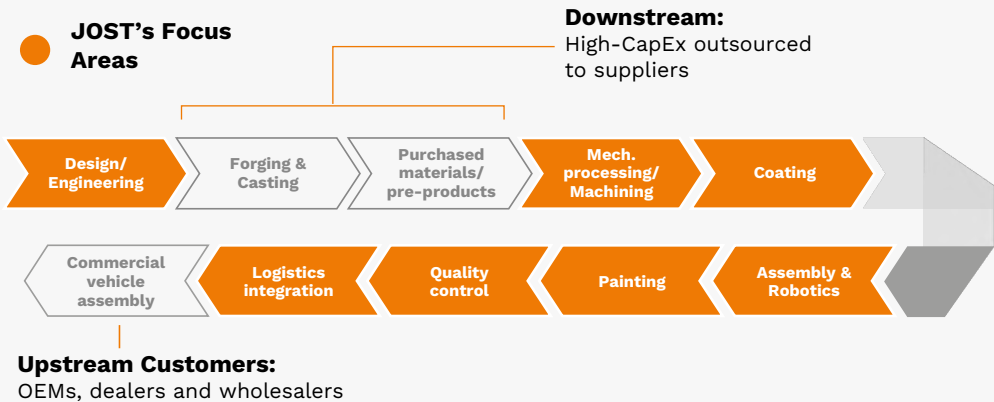 JOST's Focus
Areas
Downstream:
High-CapEx outsourced
to suppliers
Design/
Engineering
Forging &
Casting
Purchased
materials/
pre-products
Mech.
processing/
Machining
Coating
Commercial
vehicle
assembly
Logistics
integration
Quality
control
Painting
Assembly &
Robotics
Upstream Customers:
OEMs, dealers and wholesalers